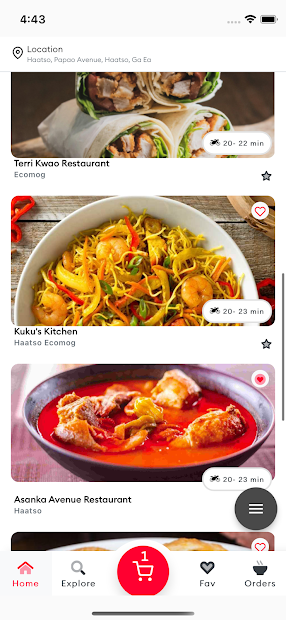 4:43
Location
Haatso, Papao Avenue, Haatso, Ga Ea
20- 22 min
Terri Kwao Restaurant
Ecomog
20- 23 min
Kuku's Kitchen
Haatso Ecomog
20- 23 min
Asanka Avenue Restaurant
Haatso
1
Home
Explore
Fav
Orders